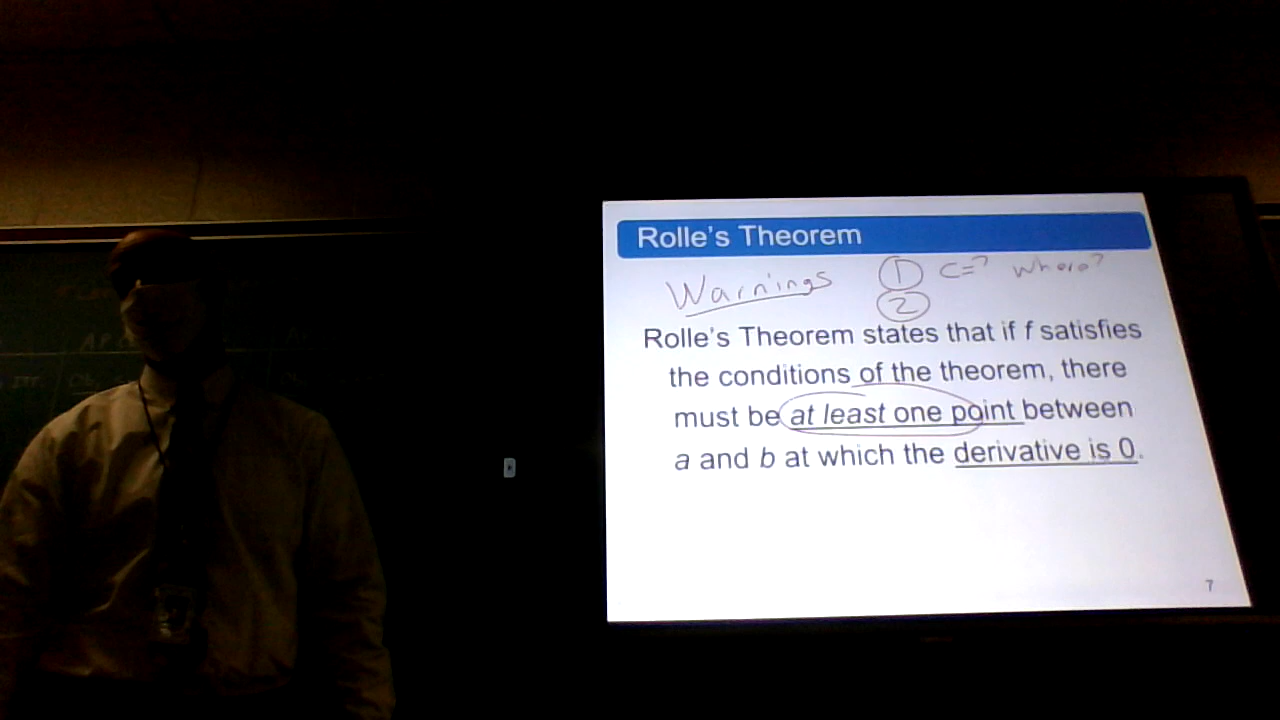 Rolle's Theorem
Warnings ① c=? where?
②
Rolle's Theorem states that if f satisfies
the conditions of the theorem, there
must be at least one point between
a and b at which the derivative is 0.
7